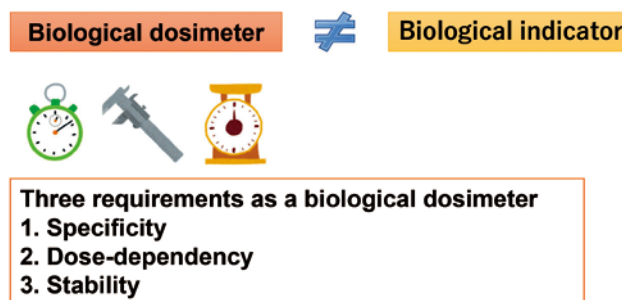 Biological dosimeter ≠ Biological indicator
Three requirements as a biological dosimeter
1. Specificity
2. Dose-dependency
3. Stability